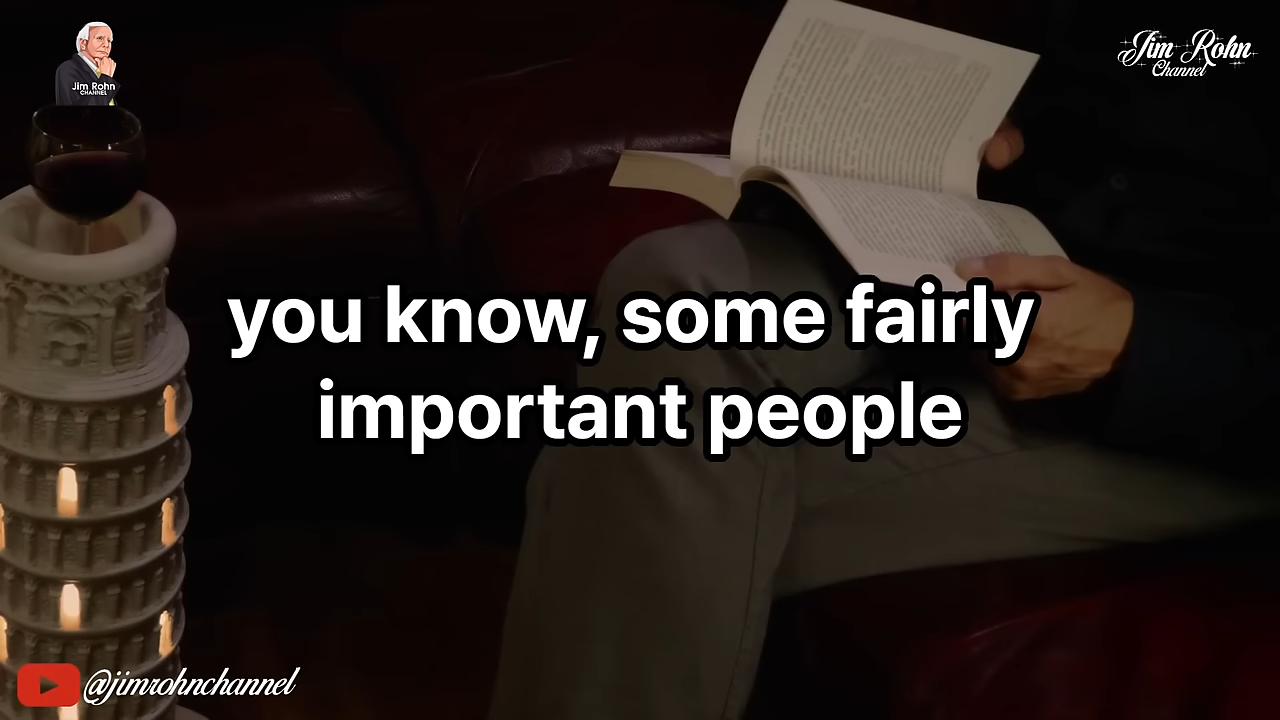 Jim Rohn
CHANNEL
Jim Rohn
Channel
you know, some fairly
important people
@jimrohnchannel